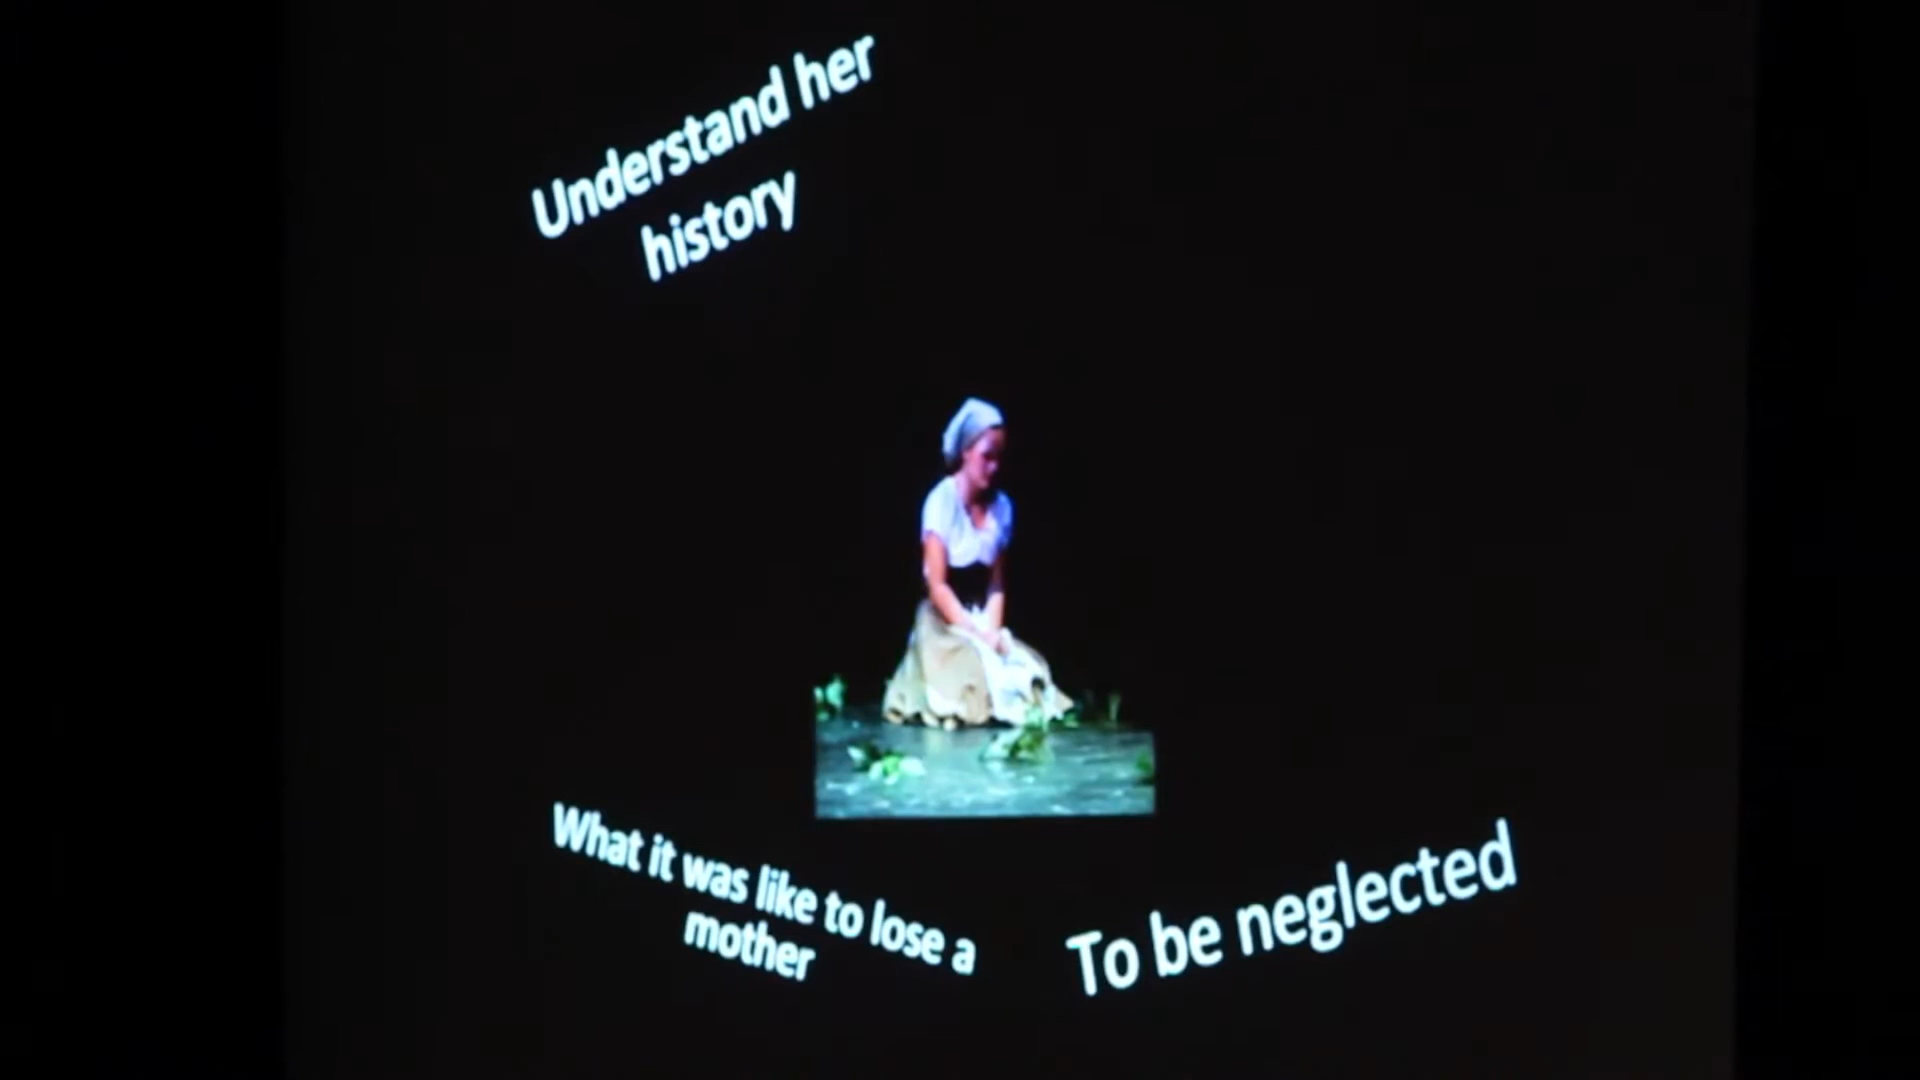 Understand her
history
What it was like to lose a
mother
To be neglected